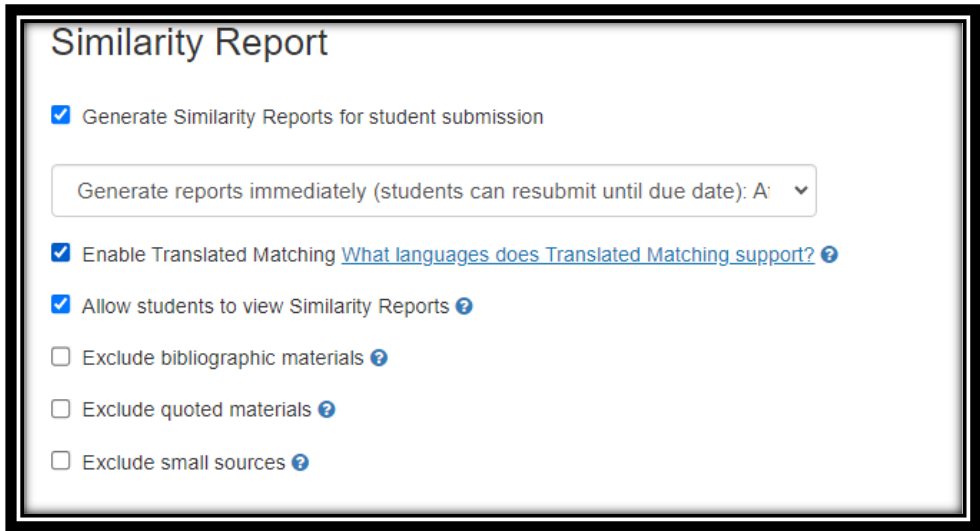 Similarity Report
Generate Similarity Reports for student submission
Generate reports immediately (students can resubmit until due date): A
Enable Translated Matching What languages does Translated Matching support?
Allow students to view Similarity Reports
Exclude bibliographic materials
Exclude quoted materials
Exclude small sources